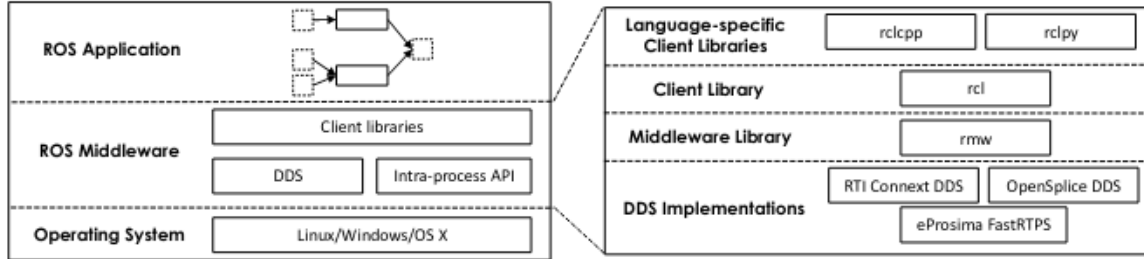 ROS Application
ROS Middleware
Client libraries
DDS
Intra-process API
Operating System
Linux/Windows/OS X
Language-specific
Client Libraries
rclcpp
rclpy
Client Library
rcl
Middleware Library
rmw
DDS Implementations
RTI Connext DDS
OpenSplice DDS
eProsima FastRTPS